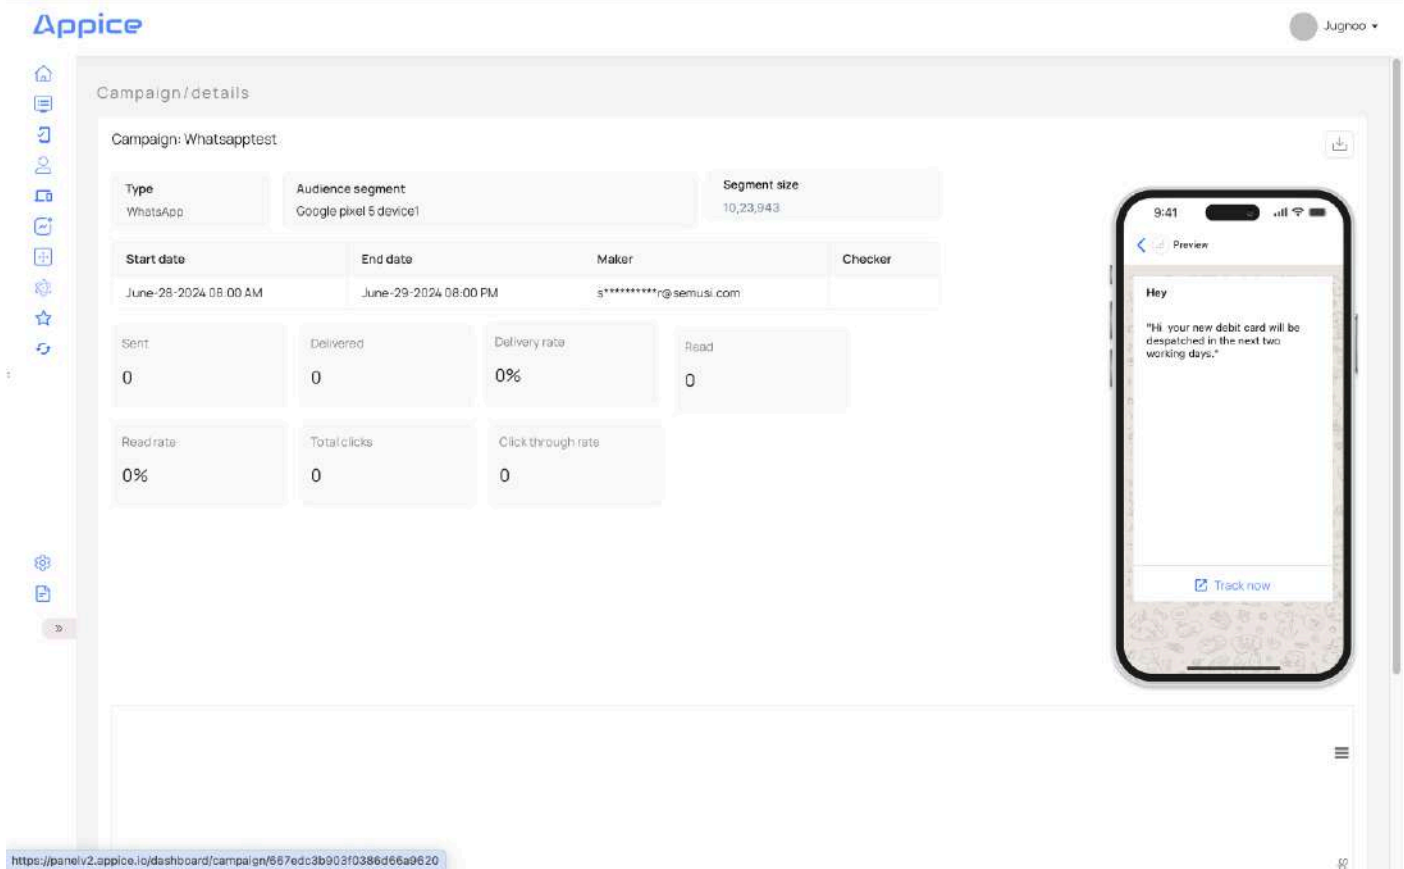 Appice
Jugnoo
Campaign/details
Campaign: Whatsapptest
Type
WhatsApp
Audience segment
Google pixel 5 device1
Segment size
10,23,943
Start date End date Maker Checker
June-28-2024 08:00 AM June-29-2024 08:00 PM s**********r@semusi.com
Sent
0
Delivered
0
Delivery rate
0%
Read
0
Read rate
0%
Total clicks
0
Click through rate
0
9:41
Preview
Hey
"Hi your new debit card will be
despatched in the next two
working days."
Track now
https://panelv2.appice.io/dashboard/campaign/667edc3b903f0386d66a9620